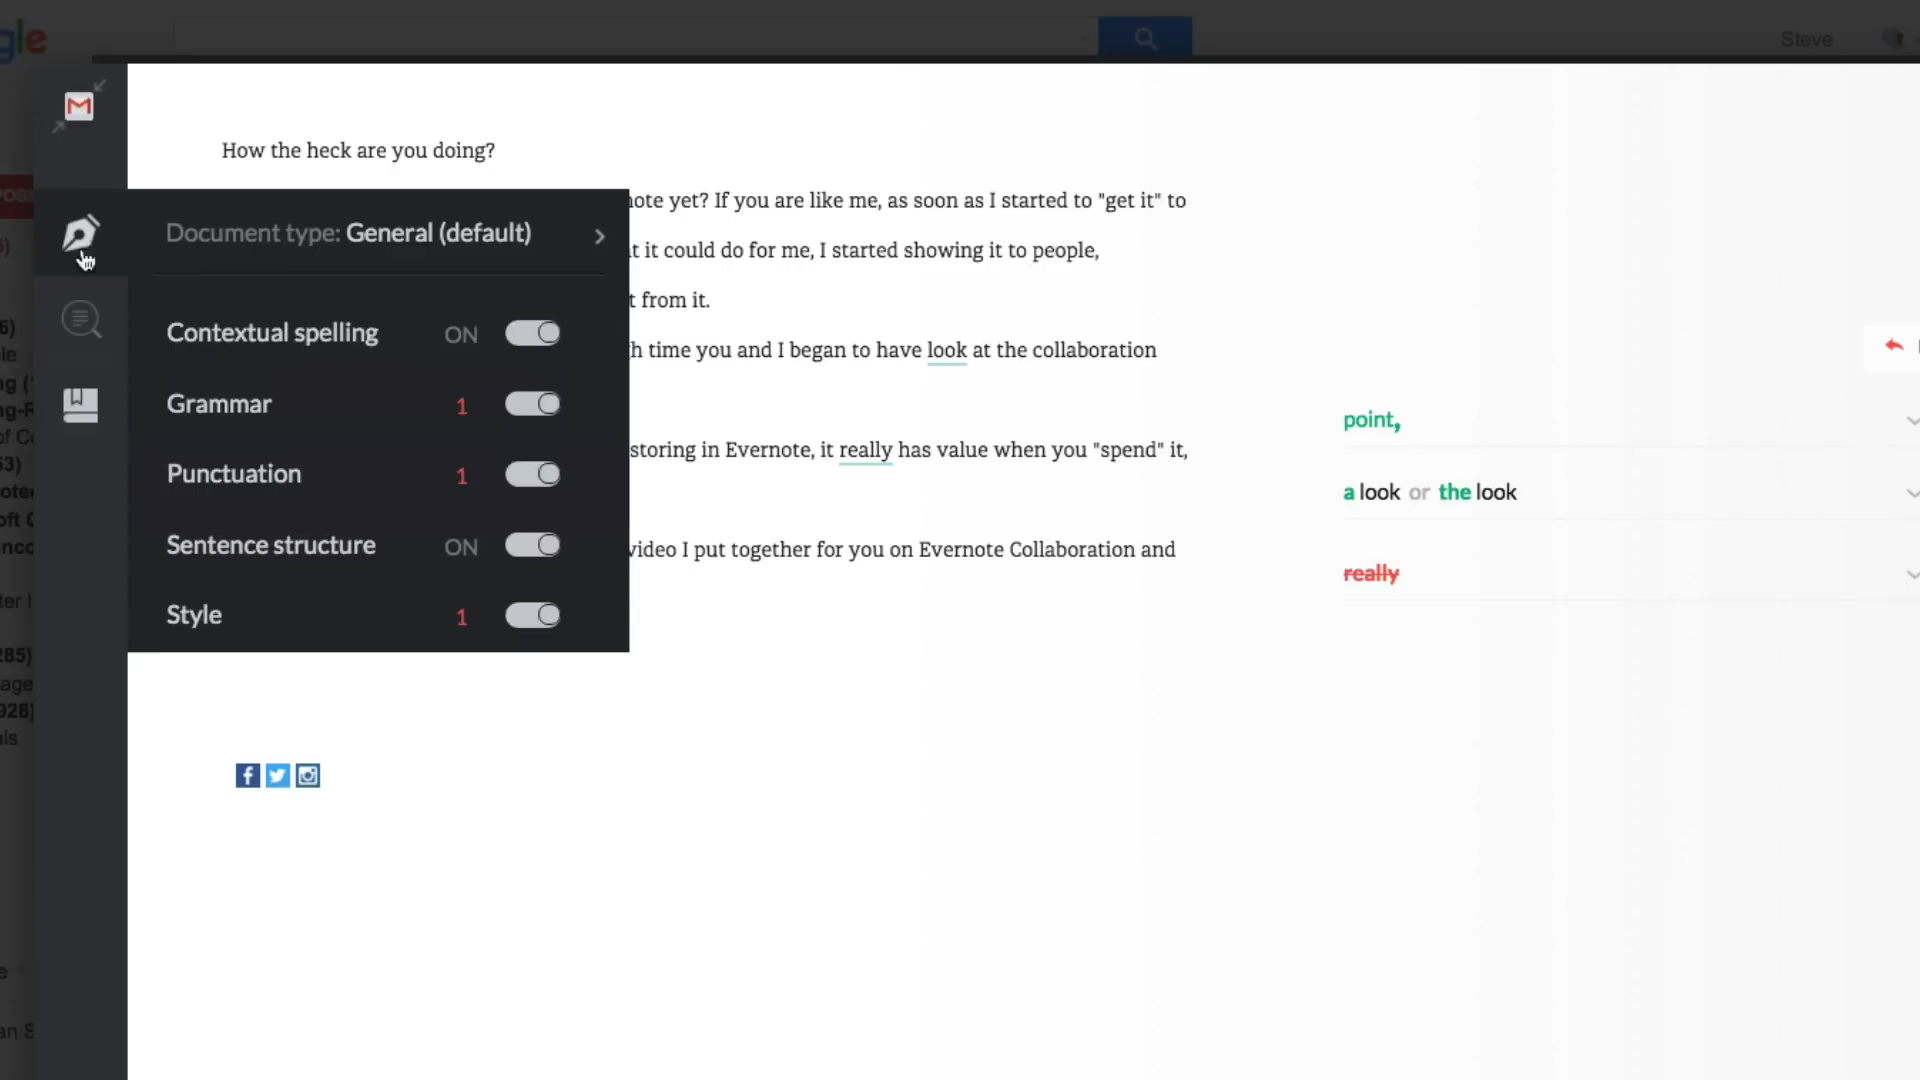 gle
Steve
How the heck are you doing?
ote yet? If you are like me, as soon as I started to "get it" to
Document type: General (default)
t it could do for me, I started showing it to people,
t from it.
Contextual spelling ON
h time you and I began to have look at the collaboration
Grammar 1
point,
storing in Evernote, it really has value when you "spend" it,
Punctuation 1
a look or the look
Sentence structure ON
video I put together for you on Evernote Collaboration and
really
Style 1
285)
928)